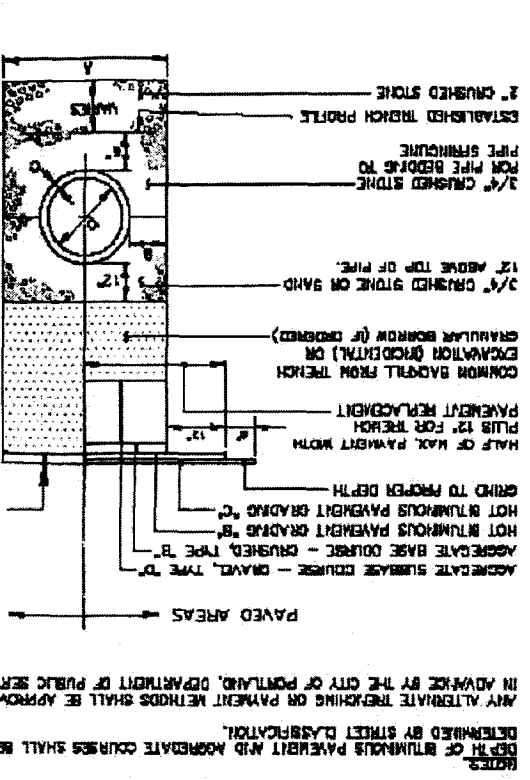 NOTES
DEPTH OF BITUMINOUS PAVEMENT AND AGGREGATE COURSES SHALL BE
DETERMINED BY STREET CLASSIFICATION.
ANY ALTERNATE TRENCHING OR PAVEMENT METHODS SHALL BE APPROV
IN ADVANCE BY THE CITY OF PORTLAND, DEPARTMENT OF PUBLIC SER
PAVED AREAS
AGGREGATE SUBBASE COURSE – GRAVEL, TYPE "D"
AGGREGATE BASE COURSE – CRUSHED, TYPE "B"
HOT BITUMINOUS PAVEMENT GRADING "B"
HOT BITUMINOUS PAVEMENT GRADING "C"
GRIND TO PROPER DEPTH
HALF OF MAX. PAYMENT WIDTH
PLUS 12" FOR TRENCH
PAVEMENT REPLACEMENT
6"
12"
COMMON BACKFILL FROM TRENCH
EXCAVATION (INCIDENTAL) OR
GRANULAR BORROW (IF ORDERED)
3/4" CRUSHED STONE OR SAND
12" ABOVE TOP OF PIPE.
12"
B
D
C
3/4" CRUSHED STONE
FOR PIPE BEDDING TO
PIPE SPRINGLINE
6"
ESTABLISHED TRENCH PROFILE
VARIES
2" CRUSHED STONE
A